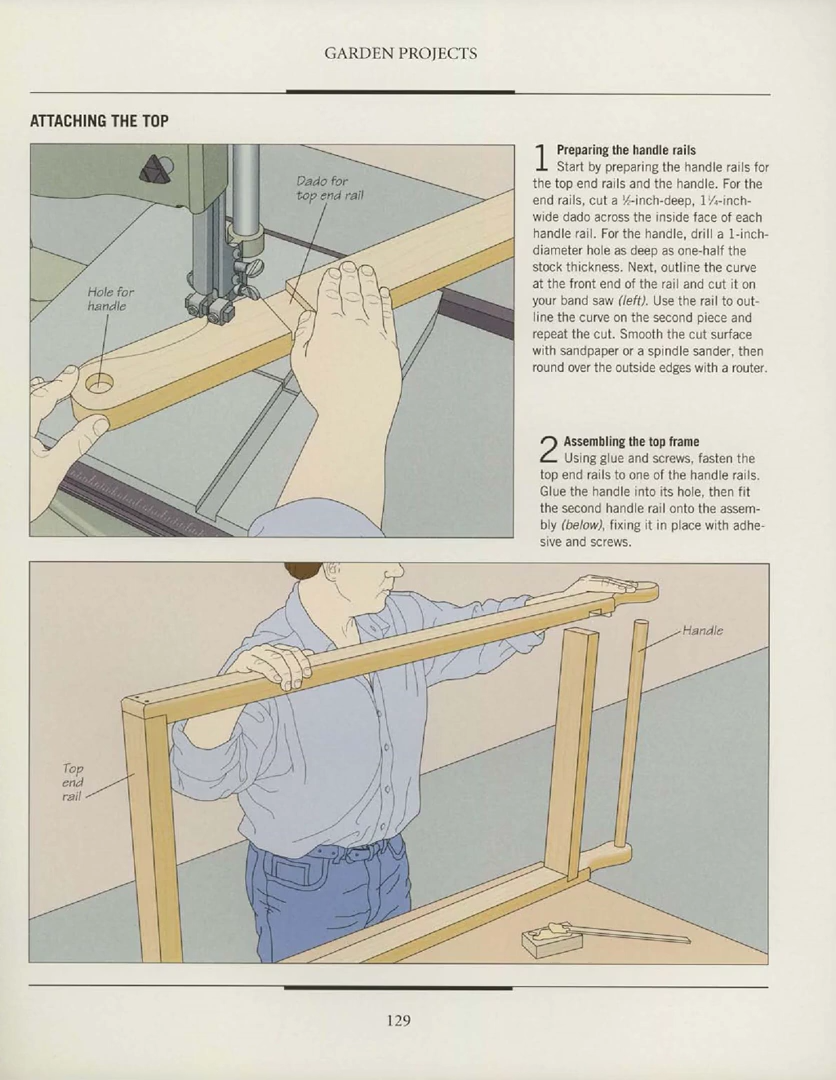 GARDEN PROJECTS
ATTACHING THE TOP
Dado for
top end rail
Hole for
handle
1 Preparing the handle rails
Start by preparing the handle rails for
the top end rails and the handle. For the
end rails, cut a ½-inch-deep, 1¼-inch-
wide dado across the inside face of each
handle rail. For the handle, drill a 1-inch-
diameter hole as deep as one-half the
stock thickness. Next, outline the curve
at the front end of the rail and cut it on
your band saw (left). Use the rail to out-
line the curve on the second piece and
repeat the cut. Smooth the cut surface
with sandpaper or a spindle sander, then
round over the outside edges with a router.
2 Assembling the top frame
Using glue and screws, fasten the
top end rails to one of the handle rails.
Glue the handle into its hole, then fit
the second handle rail onto the assem-
bly (below), fixing it in place with adhe-
sive and screws.
Handle
Top
end
rail
129